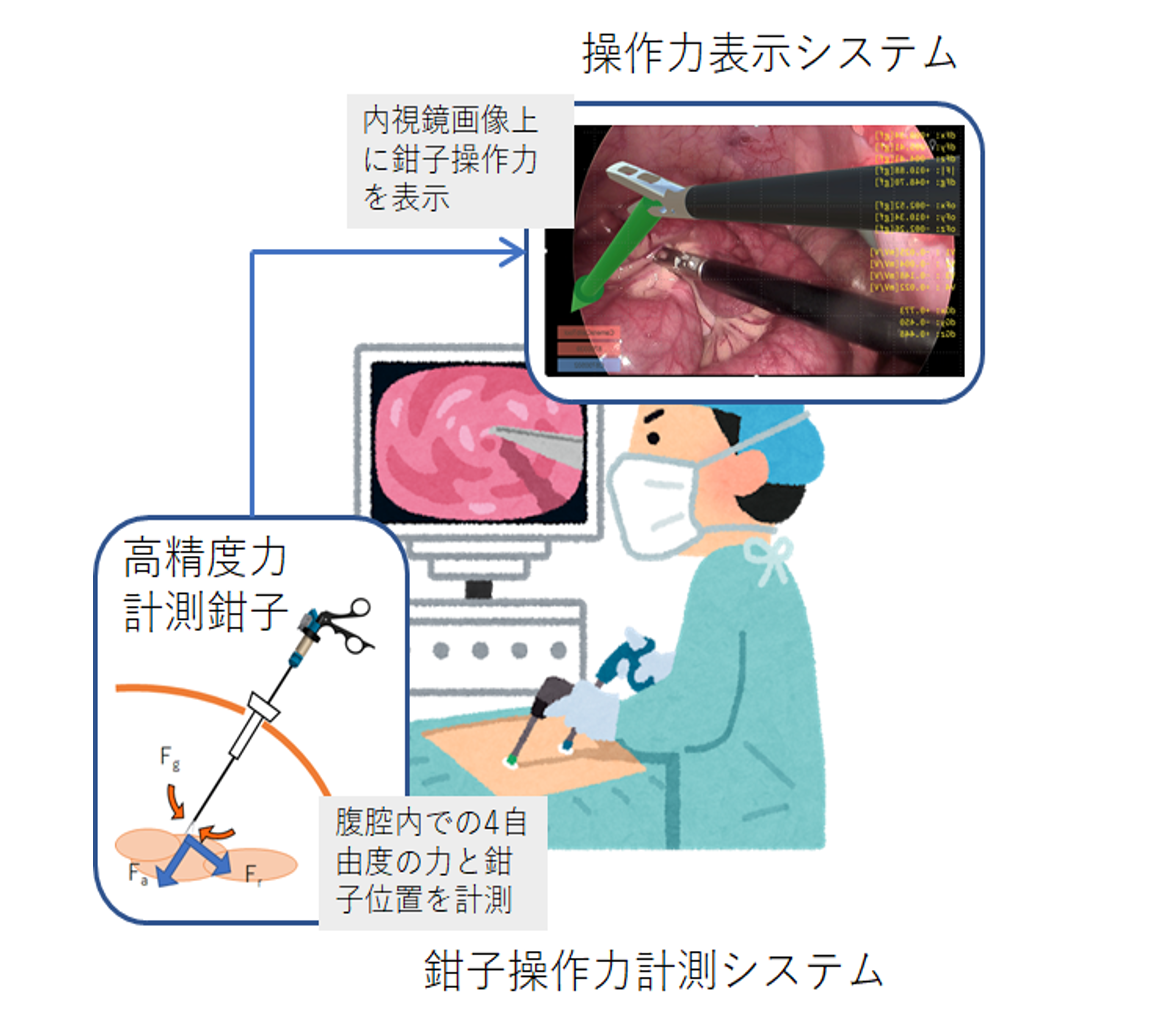 操作力表示システム
内視鏡画像上
に鉗子操作力
を表示
高精度力
計測鉗子
Fg
Fa
Fr
腹腔内での4自
由度の力と鉗
子位置を計測
鉗子操作力計測システム